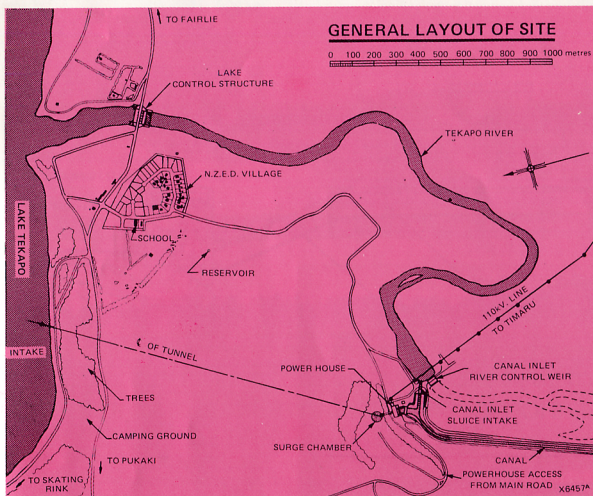 TO FAIRLIE
GENERAL LAYOUT OF SITE
0 100 200 300 400 500 600 700 800 900 1000 metres
LAKE
CONTROL STRUCTURE
TEKAPO RIVER
N.Z.E.D. VILLAGE
LAKE TEKAPO
SCHOOL
RESERVOIR
110kV. LINE
TO TIMARU
INTAKE
℄ OF TUNNEL
POWER HOUSE
CANAL INLET
RIVER CONTROL WEIR
TREES
CANAL INLET
SLUICE INTAKE
CAMPING GROUND
SURGE CHAMBER
CANAL
TO PUKAKI
POWERHOUSE ACCESS
FROM MAIN ROAD
TO SKATING
RINK
X6457A